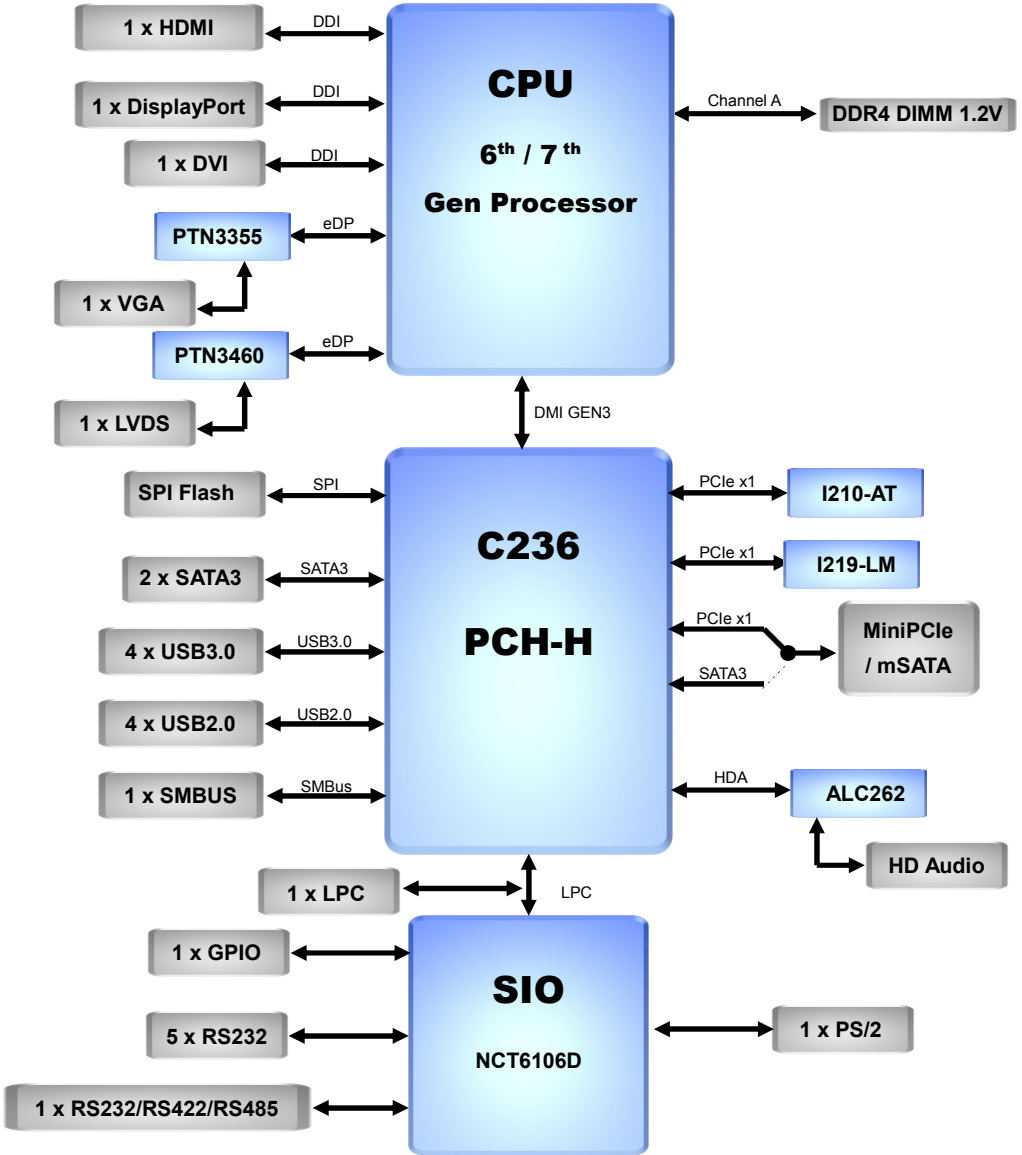 1 x HDMI
DDI
CPU
6th / 7 th
Gen Processor
Channel A
DDR4 DIMM 1.2V
1 x DisplayPort
DDI
1 x DVI
DDI
PTN3355
eDP
1 x VGA
PTN3460
eDP
1 x LVDS
DMI GEN3
SPI Flash
SPI
C236
PCH-H
PCIe x1
I210-AT
2 x SATA3
SATA3
PCIe x1
I219-LM
4 x USB3.0
USB3.0
PCIe x1
SATA3
MiniPCIe
/ mSATA
4 x USB2.0
USB2.0
1 x SMBUS
SMBus
HDA
ALC262
HD Audio
1 x LPC
LPC
1 x GPIO
SIO
NCT6106D
5 x RS232
1 x PS/2
1 x RS232/RS422/RS485